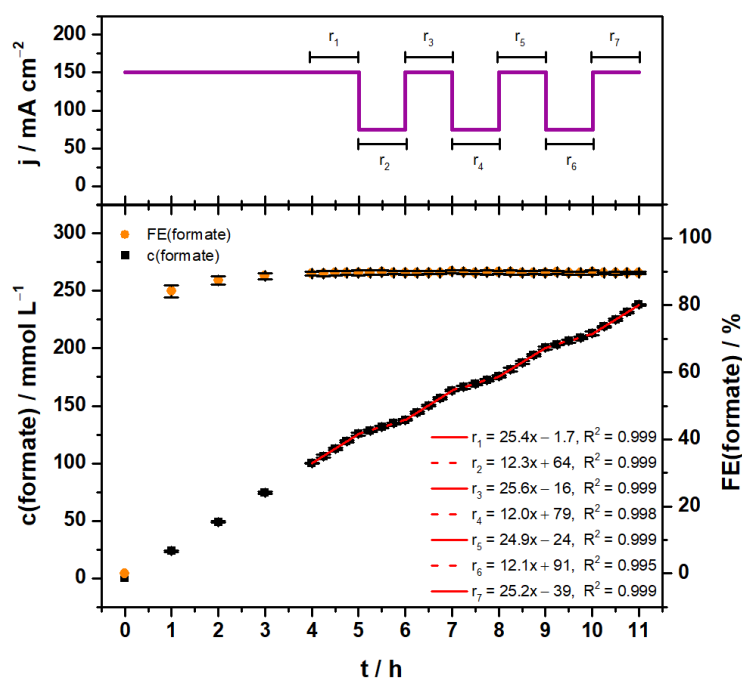 200
150
100
50
0
j / mA cm⁻²
r₁
r₃
r₅
r₇
r₂
r₄
r₆
300
250
200
150
100
50
0
c(formate) / mmol L⁻¹
FE(formate)
c(formate)
100
80
60
40
20
0
FE(formate) / %
r₁ = 25.4x − 1.7, R² = 0.999
r₂ = 12.3x + 64, R² = 0.999
r₃ = 25.6x − 16, R² = 0.999
r₄ = 12.0x + 79, R² = 0.998
r₅ = 24.9x − 24, R² = 0.999
r₆ = 12.1x + 91, R² = 0.995
r₇ = 25.2x − 39, R² = 0.999
0 1 2 3 4 5 6 7 8 9 10 11
t / h